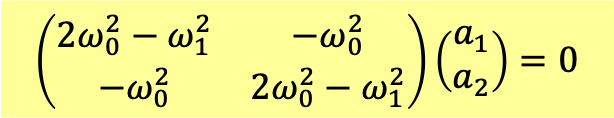 (2ω₀² − ω₁² −ω₀²
−ω₀² 2ω₀² − ω₁²) (a₁
a₂) = 0